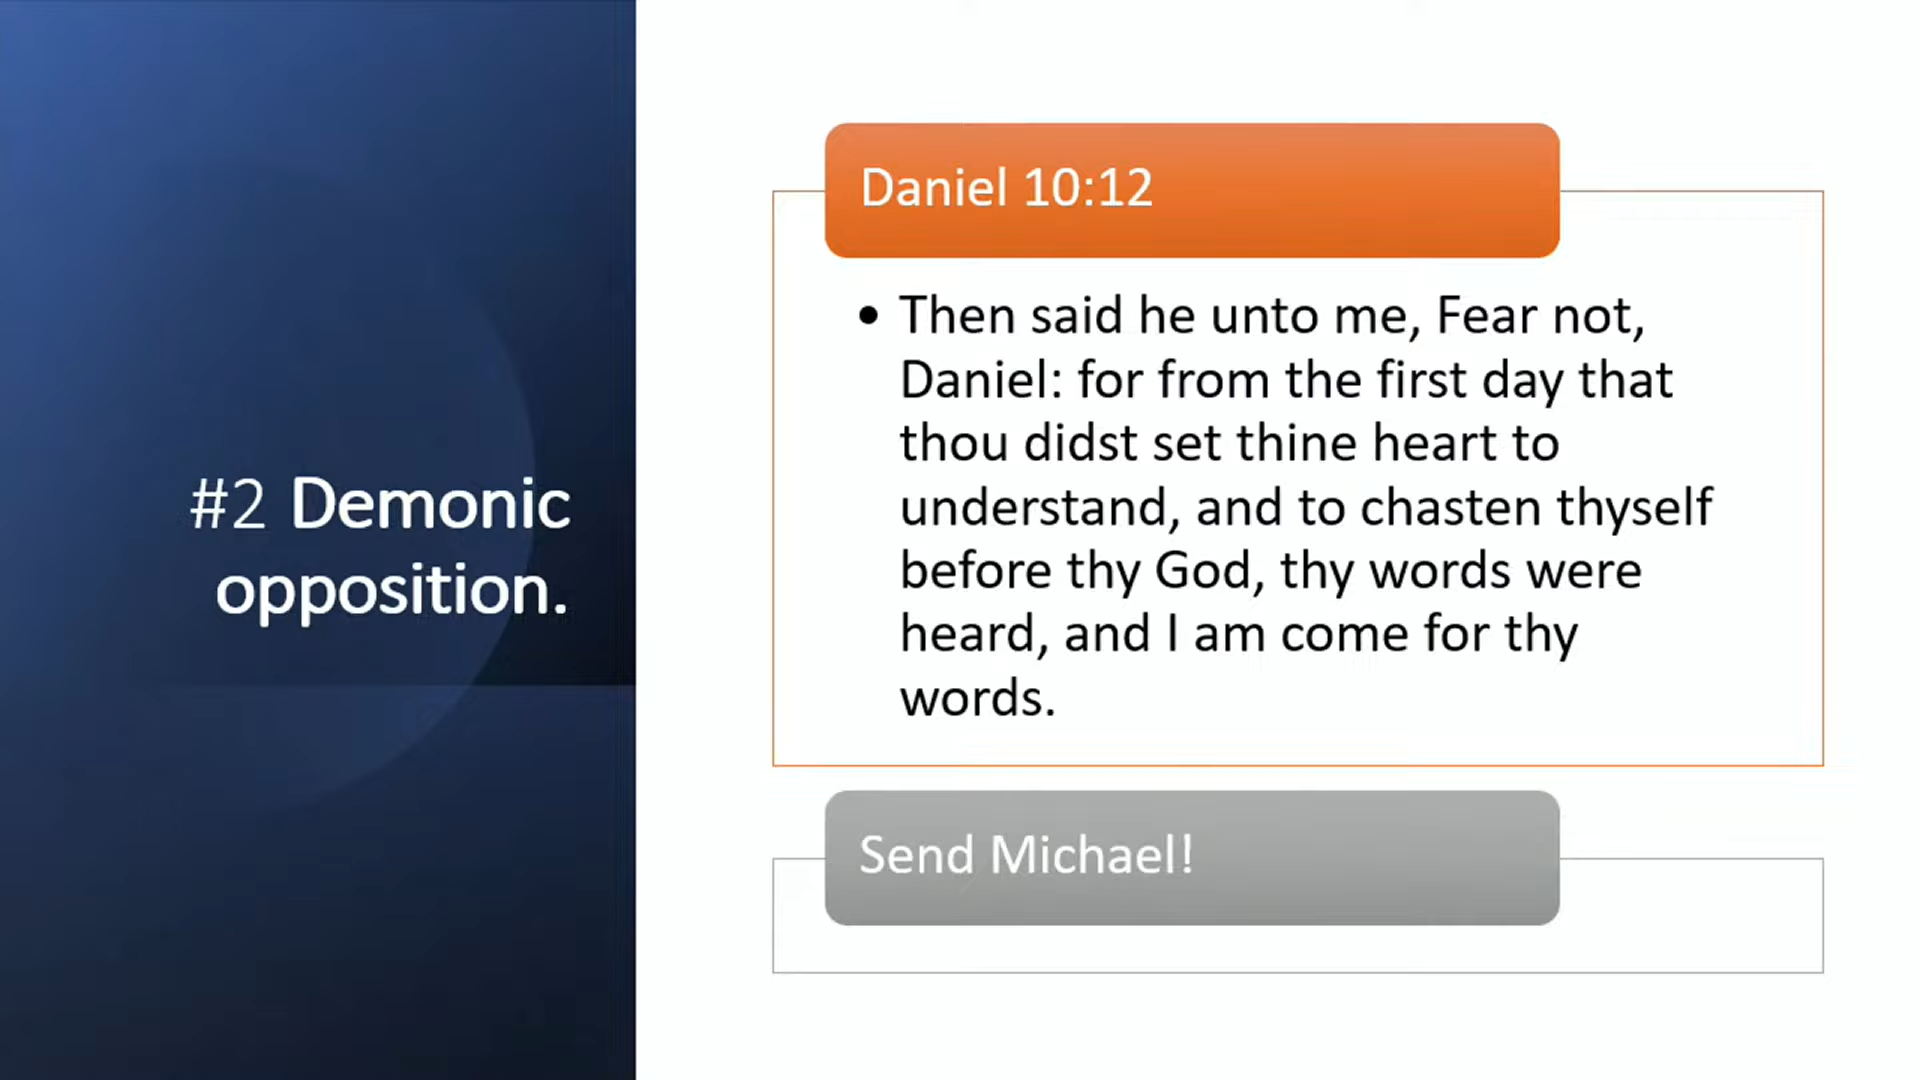 #2 Demonic
opposition.
Daniel 10:12
• Then said he unto me, Fear not,
Daniel: for from the first day that
thou didst set thine heart to
understand, and to chasten thyself
before thy God, thy words were
heard, and I am come for thy
words.
Send Michael!